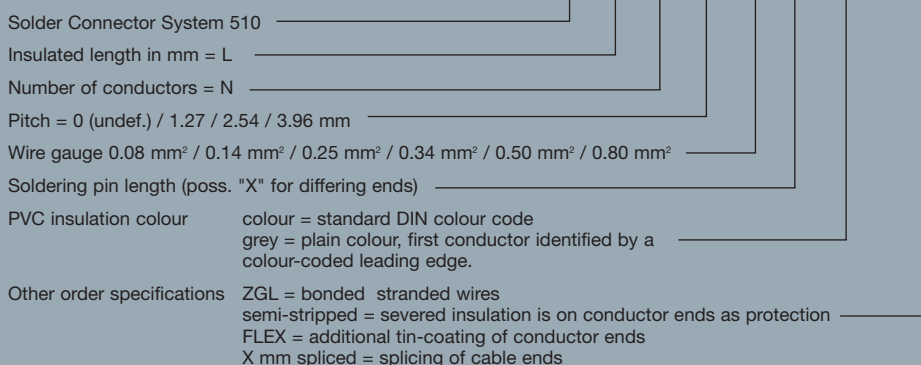 Solder Connector System 510
Insulated length in mm = L
Number of conductors = N
Pitch = 0 (undef.) / 1.27 / 2.54 / 3.96 mm
Wire gauge 0.08 mm² / 0.14 mm² / 0.25 mm² / 0.34 mm² / 0.50 mm² / 0.80 mm²
Soldering pin length (poss. "X" for differing ends)
PVC insulation colour colour = standard DIN colour code
grey = plain colour, first conductor identified by a
colour-coded leading edge.
Other order specifications ZGL = bonded stranded wires
semi-stripped = severed insulation is on conductor ends as protection
FLEX = additional tin-coating of conductor ends
X mm spliced = splicing of cable ends